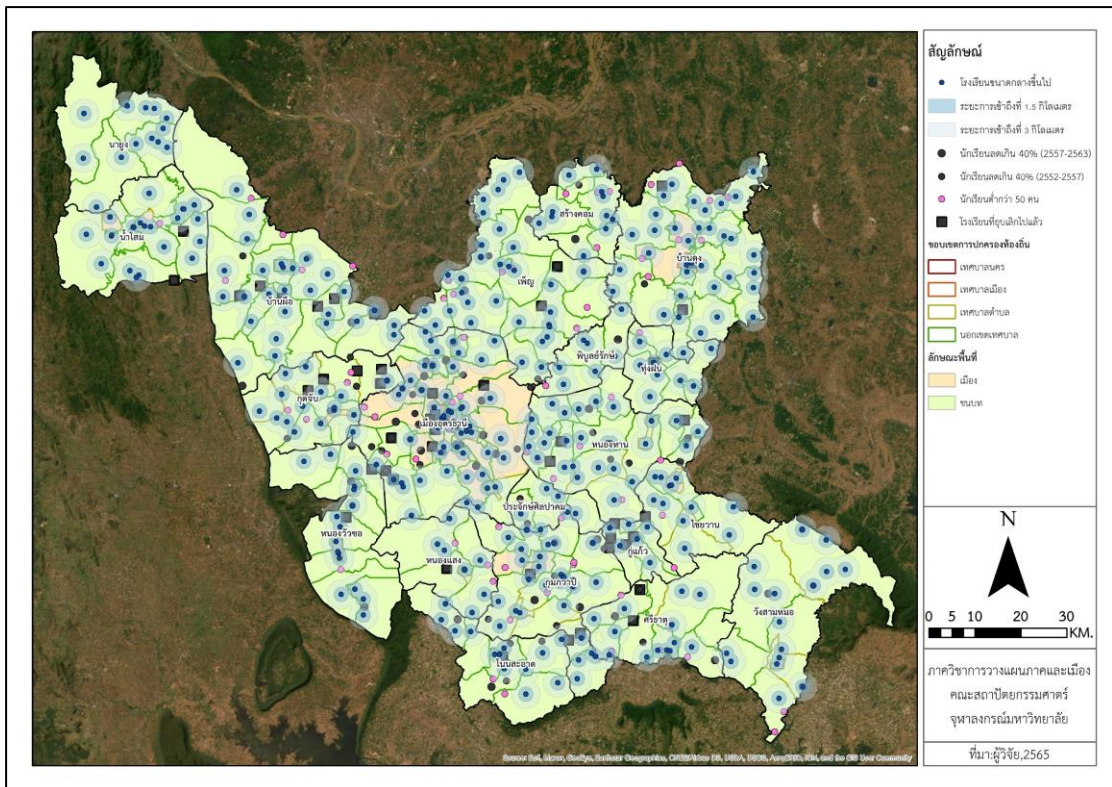 นายูง
น้ำโสม
บ้านผือ
สร้างคอม
เพ็ญ
บ้านดุง
พิบูลย์รักษ์
ทุ่งฝน
กุดจับ
เมืองอุดรธานี
หนองหาน
ประจักษ์ศิลปาคม
ไชยวาน
หนองวัวซอ
หนองแสง
กู่แก้ว
กุมภวาปี
วังสามหมอ
ศรีธาตุ
โนนสะอาด
สัญลักษณ์
โรงเรียนขนาดกลางขึ้นไป
ระยะการเข้าถึงที่ 1.5 กิโลเมตร
ระยะการเข้าถึงที่ 3 กิโลเมตร
นักเรียนลดเกิน 40% (2557-2563)
นักเรียนลดเกิน 40% (2552-2557)
นักเรียนต่ำกว่า 50 คน
โรงเรียนที่ยุบเลิกไปแล้ว
ขอบเขตการปกครองท้องถิ่น
เทศบาลนคร
เทศบาลเมือง
เทศบาลตำบล
นอกเขตเทศบาล
ลักษณะพื้นที่
เมือง
ชนบท
N
0 5 10 20 30
KM.
ภาควิชาการวางแผนภาคและเมือง
คณะสถาปัตยกรรมศาตร์
จุฬาลงกรณ์มหาวิทยาลัย
ที่มา:ผู้วิจัย,2565
Source: Esri, Maxar, GeoEye, Earthstar Geographics, CNES/Airbus DS, USDA, USGS, AeroGRID, IGN, and the GIS User Community